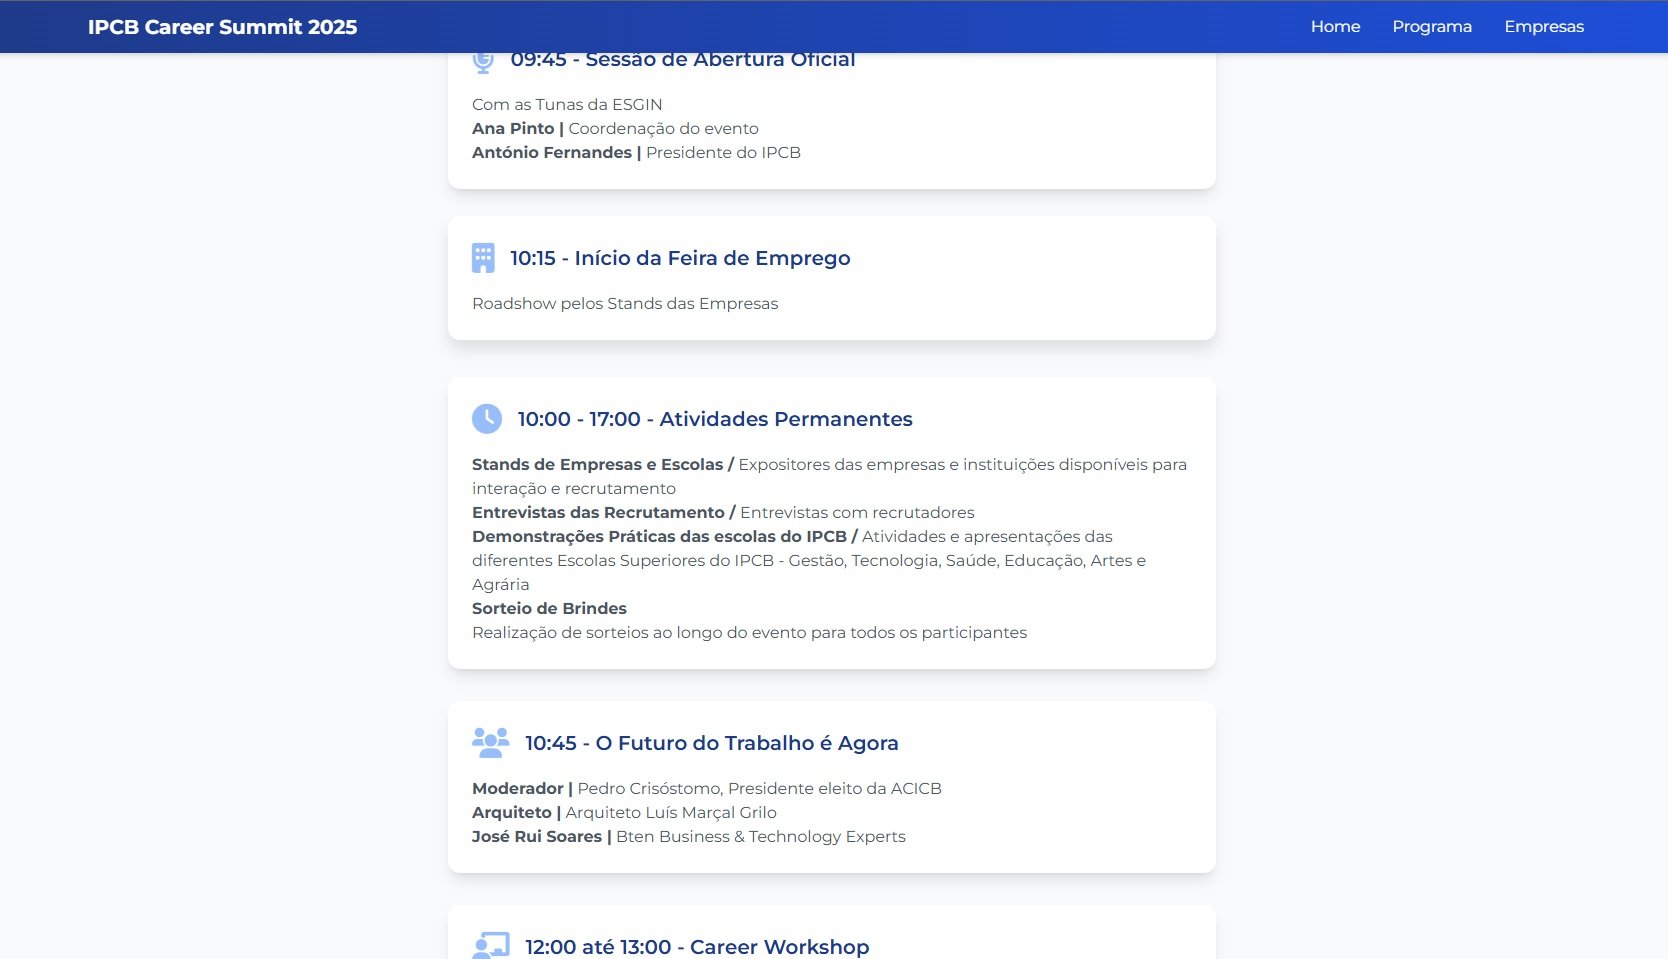 IPCB Career Summit 2025
Home Programa Empresas
09:45 - Sessão de Abertura Oficial
Com as Tunas da ESGIN
Ana Pinto | Coordenação do evento
António Fernandes | Presidente do IPCB
10:15 - Início da Feira de Emprego
Roadshow pelos Stands das Empresas
10:00 - 17:00 - Atividades Permanentes
Stands de Empresas e Escolas / Expositores das empresas e instituições disponíveis para
interação e recrutamento
Entrevistas das Recrutamento / Entrevistas com recrutadores
Demonstrações Práticas das escolas do IPCB / Atividades e apresentações das
diferentes Escolas Superiores do IPCB - Gestão, Tecnologia, Saúde, Educação, Artes e
Agrária
Sorteio de Brindes
Realização de sorteios ao longo do evento para todos os participantes
10:45 - O Futuro do Trabalho é Agora
Moderador | Pedro Crisóstomo, Presidente eleito da ACICB
Arquiteto | Arquiteto Luís Marçal Grilo
José Rui Soares | Bten Business & Technology Experts
12:00 até 13:00 - Career Workshop